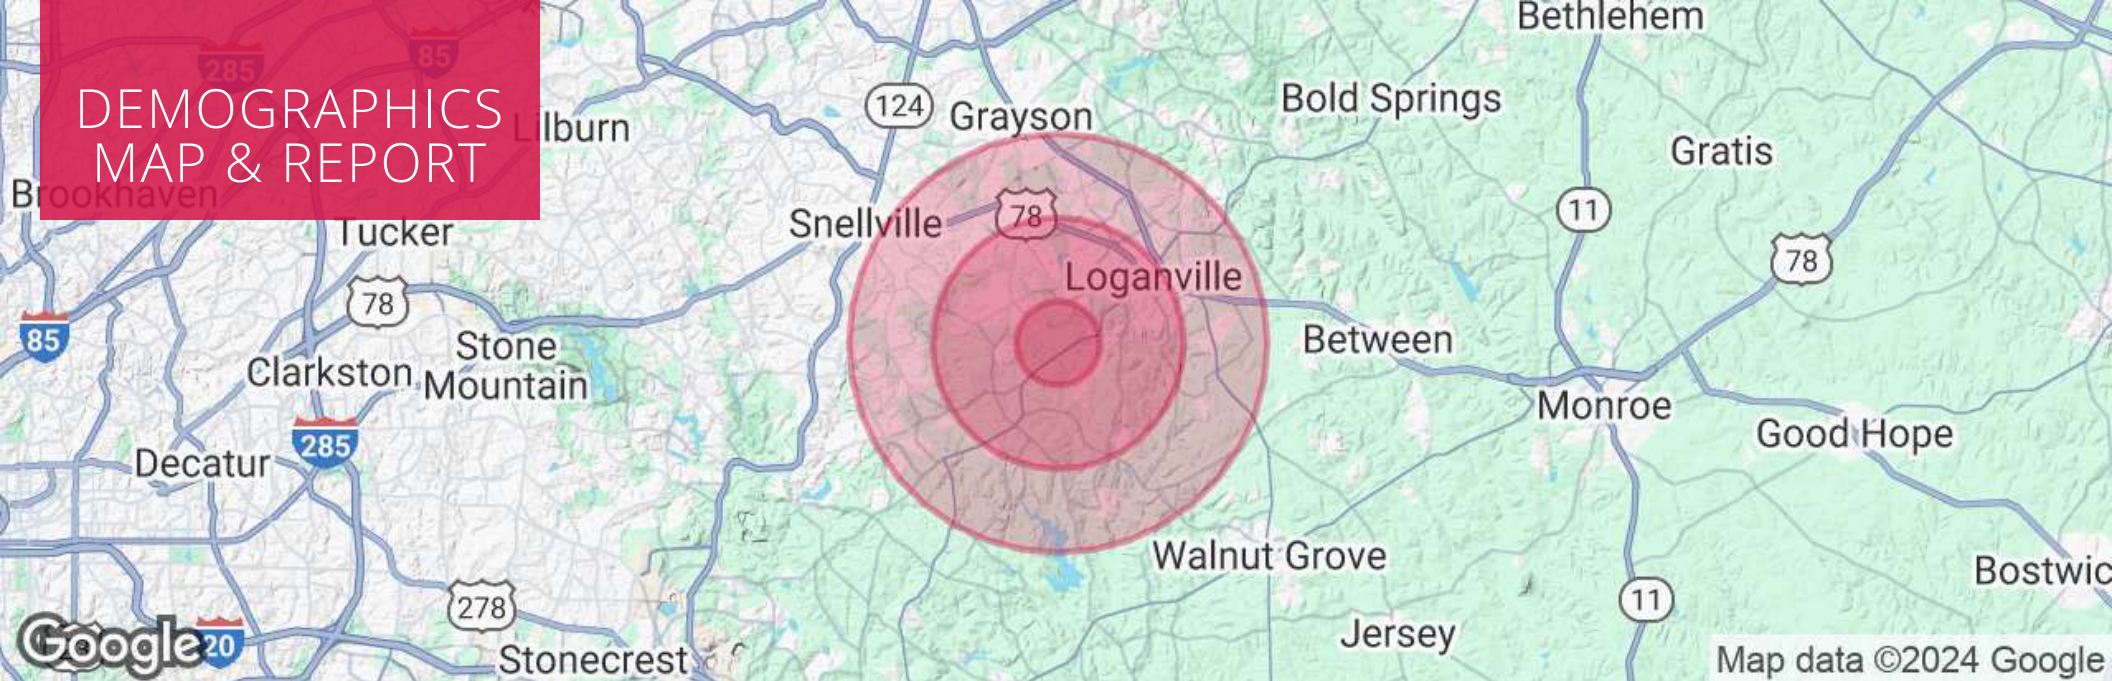 DEMOGRAPHICS
MAP & REPORT
285
85
Bethlehem
124
Grayson
Bold Springs
Lilburn
Gratis
Brookhaven
78
11
Snellville
Tucker
78
Loganville
78
85
Stone
Mountain
Between
Clarkston
Monroe
285
Good Hope
Decatur
Walnut Grove
Bostwic
278
11
Google
20
Jersey
Stonecrest
Map data ©2024 Google